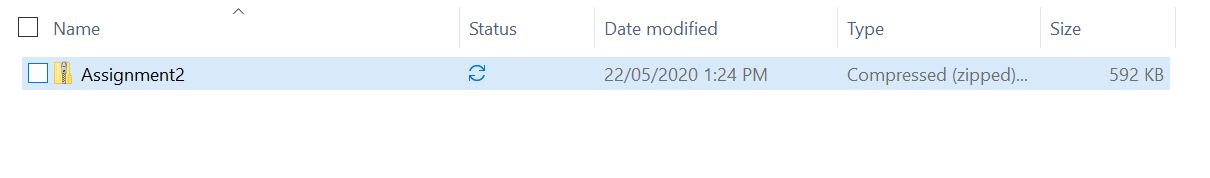 Name Status Date modified Type Size
Assignment2 22/05/2020 1:24 PM Compressed (zipped)... 592 KB